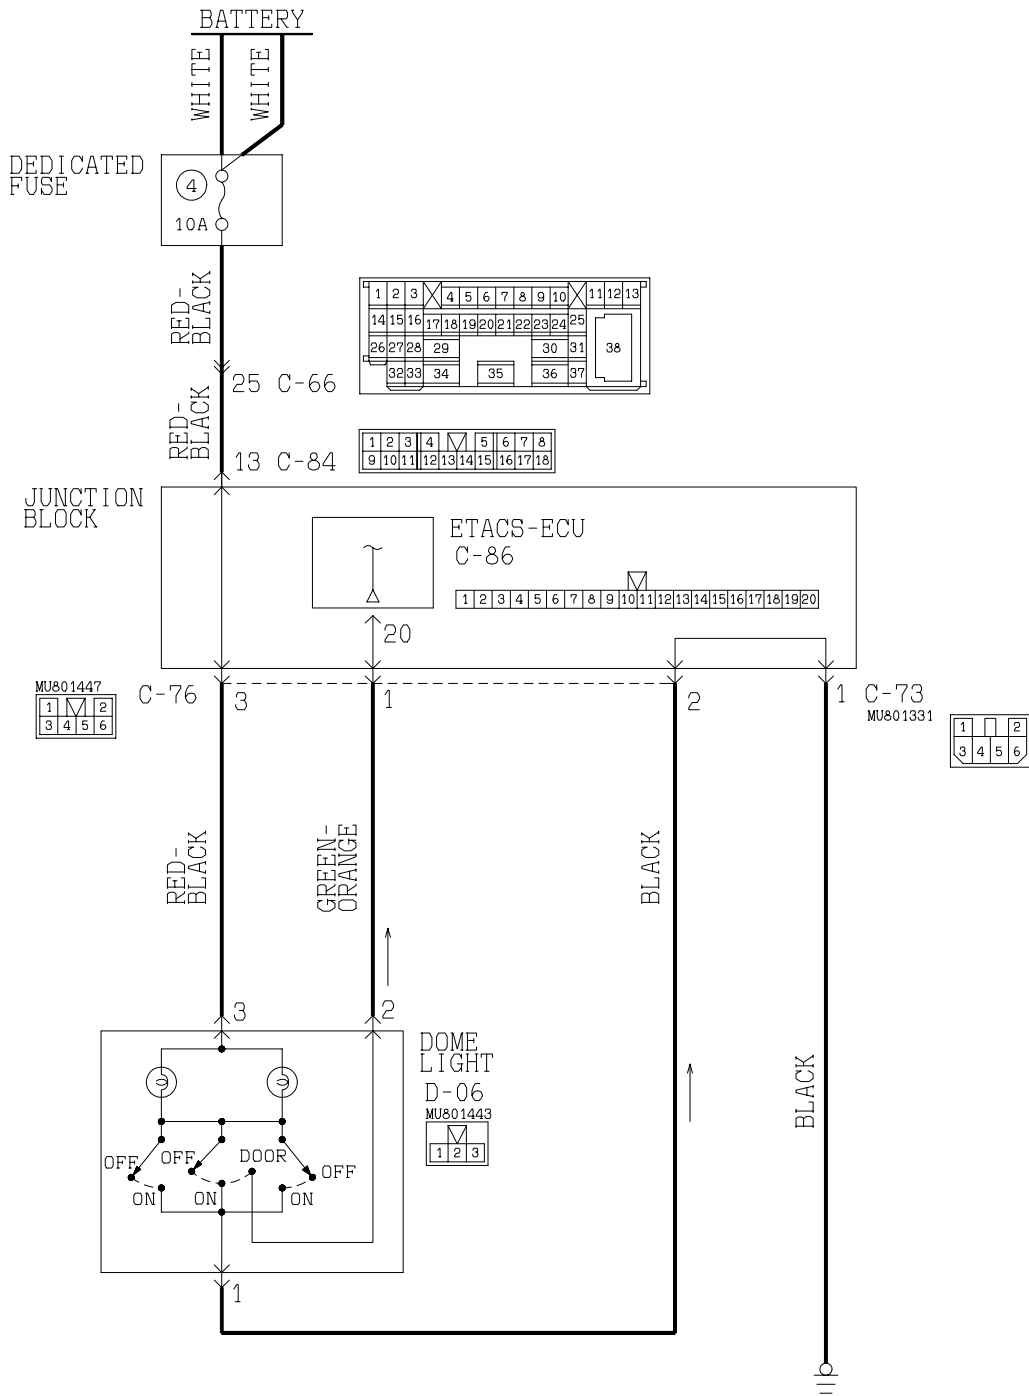 BATTERY
WHITE
WHITE
DEDICATED
FUSE
4
10A
RED-
BLACK
1 2 3 4 5 6 7 8 9 10 11 12 13
14 15 16 17 18 19 20 21 22 23 24 25
26 27 28 29 30 31 38
32 33 34 35 36 37
25 C-66
RED-
BLACK
13 C-84
1 2 3 4 5 6 7 8
9 10 11 12 13 14 15 16 17 18
JUNCTION
BLOCK
ETACS-ECU
C-86
1 2 3 4 5 6 7 8 9 10 11 12 13 14 15 16 17 18 19 20
20
MU801447
1 2
3 4 5 6
C-76
3
1
2
1 C-73
MU801331
1 2
3 4 5 6
RED-
BLACK
GREEN-
ORANGE
BLACK
BLACK
3
2
DOME
LIGHT
D-06
MU801443
1 2 3
OFF
ON
OFF
ON
DOOR
OFF
ON
1